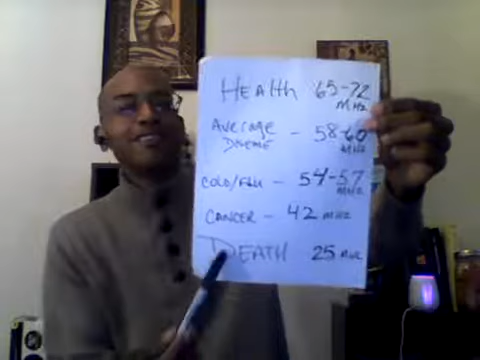 Health 65-72
MHz
Average
Disease - 58-60
MHz
Cold/Flu - 54-57
MHz
Cancer - 42 MHz
Death 25 MHz